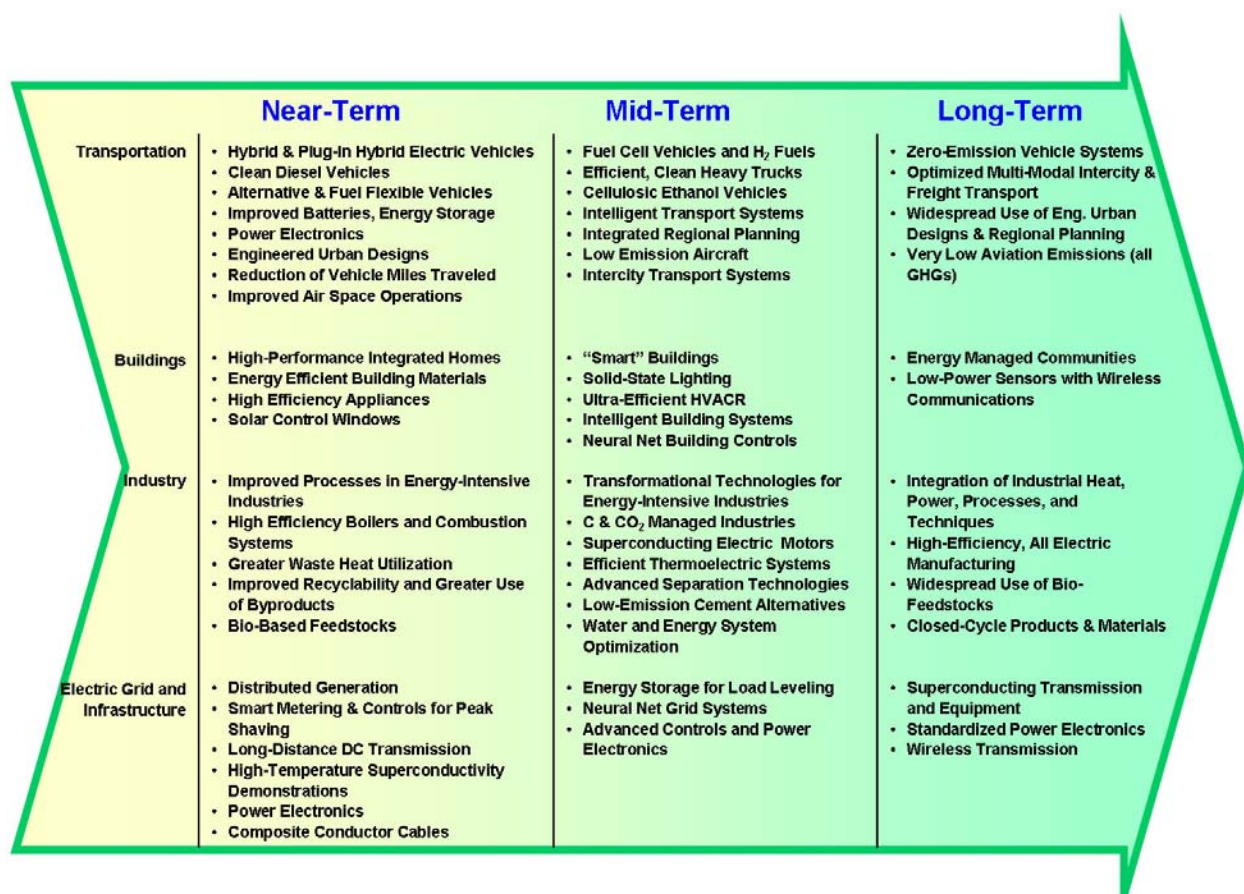 Near-Term
Mid-Term
Long-Term
Transportation
• Hybrid & Plug-In Hybrid Electric Vehicles
• Clean Diesel Vehicles
• Alternative & Fuel Flexible Vehicles
• Improved Batteries, Energy Storage
• Power Electronics
• Engineered Urban Designs
• Reduction of Vehicle Miles Traveled
• Improved Air Space Operations
• Fuel Cell Vehicles and H₂ Fuels
• Efficient, Clean Heavy Trucks
• Cellulosic Ethanol Vehicles
• Intelligent Transport Systems
• Integrated Regional Planning
• Low Emission Aircraft
• Intercity Transport Systems
• Zero-Emission Vehicle Systems
• Optimized Multi-Modal Intercity &
Freight Transport
• Widespread Use of Eng. Urban
Designs & Regional Planning
• Very Low Aviation Emissions (all
GHGs)
Buildings
• High-Performance Integrated Homes
• Energy Efficient Building Materials
• High Efficiency Appliances
• Solar Control Windows
• “Smart” Buildings
• Solid-State Lighting
• Ultra-Efficient HVACR
• Intelligent Building Systems
• Neural Net Building Controls
• Energy Managed Communities
• Low-Power Sensors with Wireless
Communications
Industry
• Improved Processes in Energy-Intensive
Industries
• High Efficiency Boilers and Combustion
Systems
• Greater Waste Heat Utilization
• Improved Recyclability and Greater Use
of Byproducts
• Bio-Based Feedstocks
• Transformational Technologies for
Energy-Intensive Industries
• C & CO₂ Managed Industries
• Superconducting Electric Motors
• Efficient Thermoelectric Systems
• Advanced Separation Technologies
• Low-Emission Cement Alternatives
• Water and Energy System
Optimization
• Integration of Industrial Heat,
Power, Processes, and
Techniques
• High-Efficiency, All Electric
Manufacturing
• Widespread Use of Bio-
Feedstocks
• Closed-Cycle Products & Materials
Electric Grid and
Infrastructure
• Distributed Generation
• Smart Metering & Controls for Peak
Shaving
• Long-Distance DC Transmission
• High-Temperature Superconductivity
Demonstrations
• Power Electronics
• Composite Conductor Cables
• Energy Storage for Load Leveling
• Neural Net Grid Systems
• Advanced Controls and Power
Electronics
• Superconducting Transmission
and Equipment
• Standardized Power Electronics
• Wireless Transmission